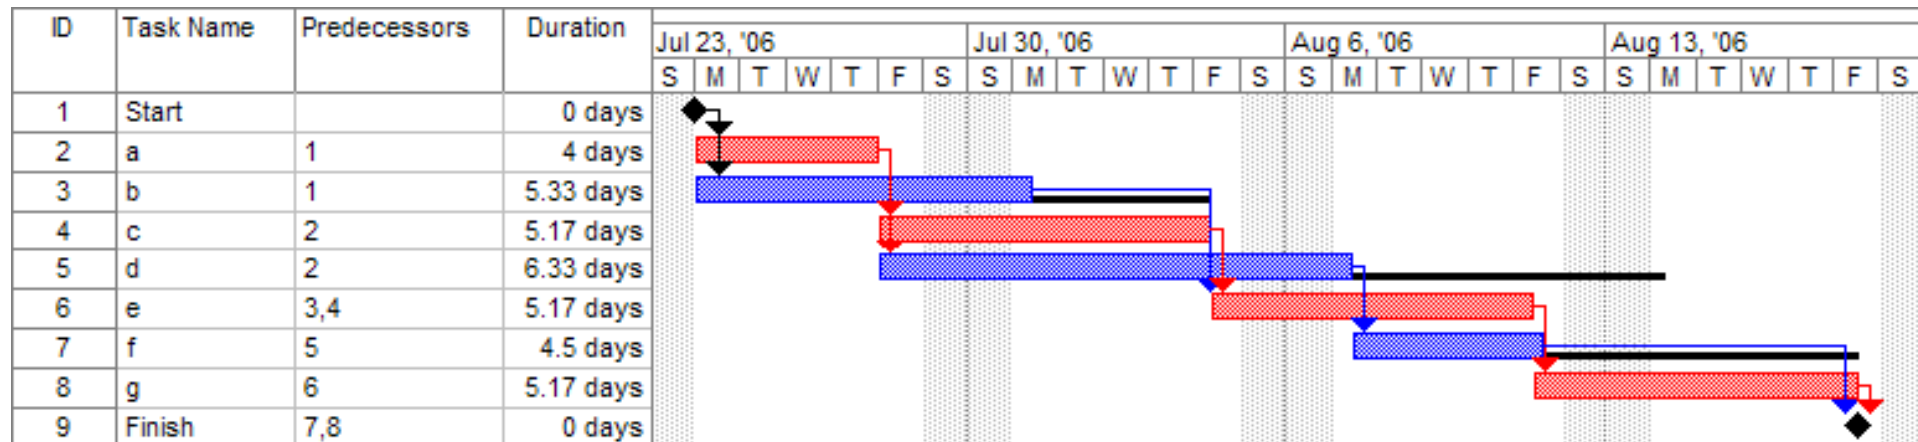 ID Task Name Predecessors Duration
Jul 23, '06 Jul 30, '06 Aug 6, '06 Aug 13, '06
S M T W T F S S M T W T F S S M T W T F S S M T W T F S
1 Start 0 days
2 a 1 4 days
3 b 1 5.33 days
4 c 2 5.17 days
5 d 2 6.33 days
6 e 3,4 5.17 days
7 f 5 4.5 days
8 g 6 5.17 days
9 Finish 7,8 0 days